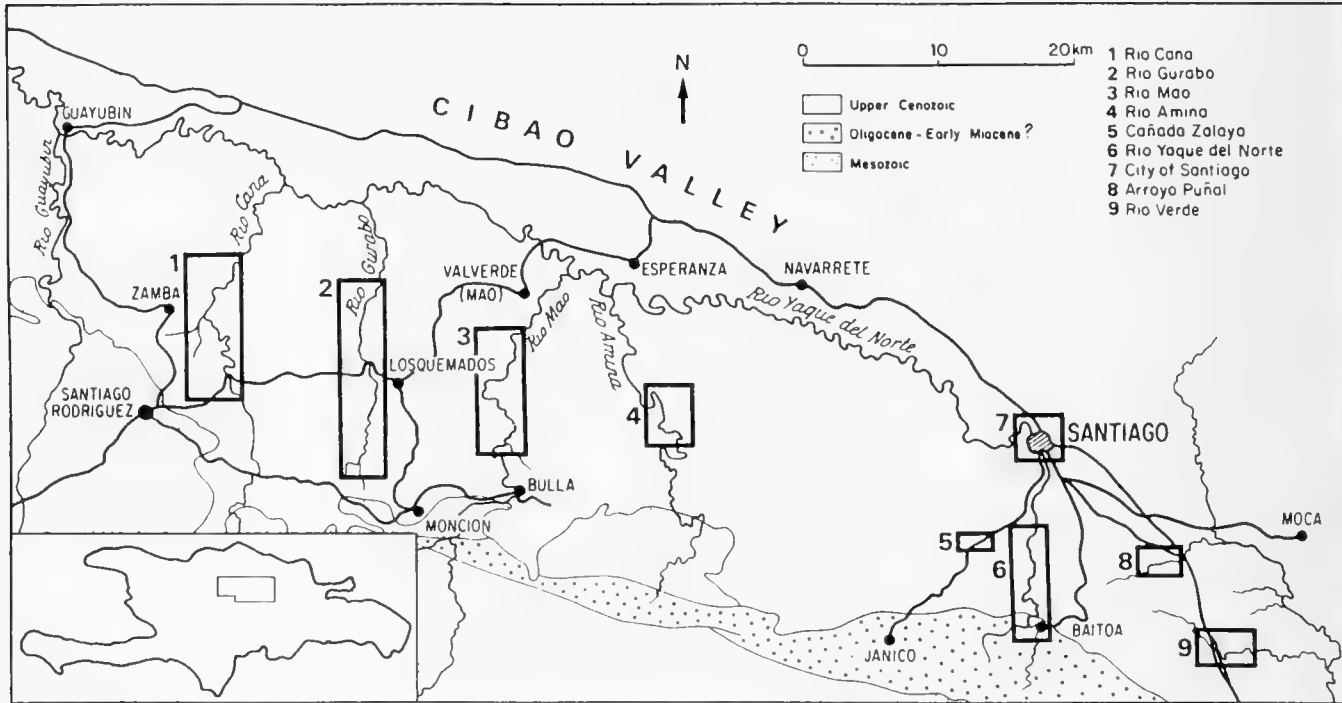 0 10 20 km
N
Upper Cenozoic
Oligocene - Early Miocene ?
Mesozoic
1 Rio Cana
2 Rio Gurabo
3 Rio Mao
4 Rio Amina
5 Cañada Zalaya
6 Rio Yaque del Norte
7 City of Santiago
8 Arroyo Puñal
9 Rio Verde
CIBAO VALLEY
GUAYUBIN
Rio Guayubin
Rio Cana
1
ZAMBA
2
Rio Gurabo
VALVERDE
(MAO)
ESPERANZA
NAVARRETE
Rio Yaque del Norte
3
Rio Mao
Rio Amina
LOSQUEMADOS
SANTIAGO
RODRIGUEZ
4
7
SANTIAGO
BULLA
MONCION
MOCA
5
6
8
BAITOA
JANICO
9